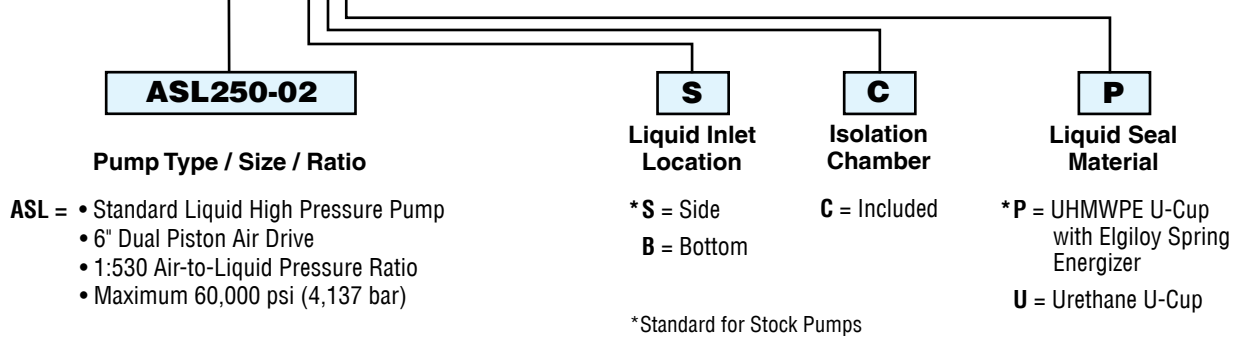 ASL250-02
S
C
P
Pump Type / Size / Ratio
Liquid Inlet
Location
Isolation
Chamber
Liquid Seal
Material
ASL = • Standard Liquid High Pressure Pump
• 6" Dual Piston Air Drive
• 1:530 Air-to-Liquid Pressure Ratio
• Maximum 60,000 psi (4,137 bar)
*S = Side
B = Bottom
C = Included
*P = UHMWPE U-Cup
with Elgiloy Spring
Energizer
U = Urethane U-Cup
*Standard for Stock Pumps